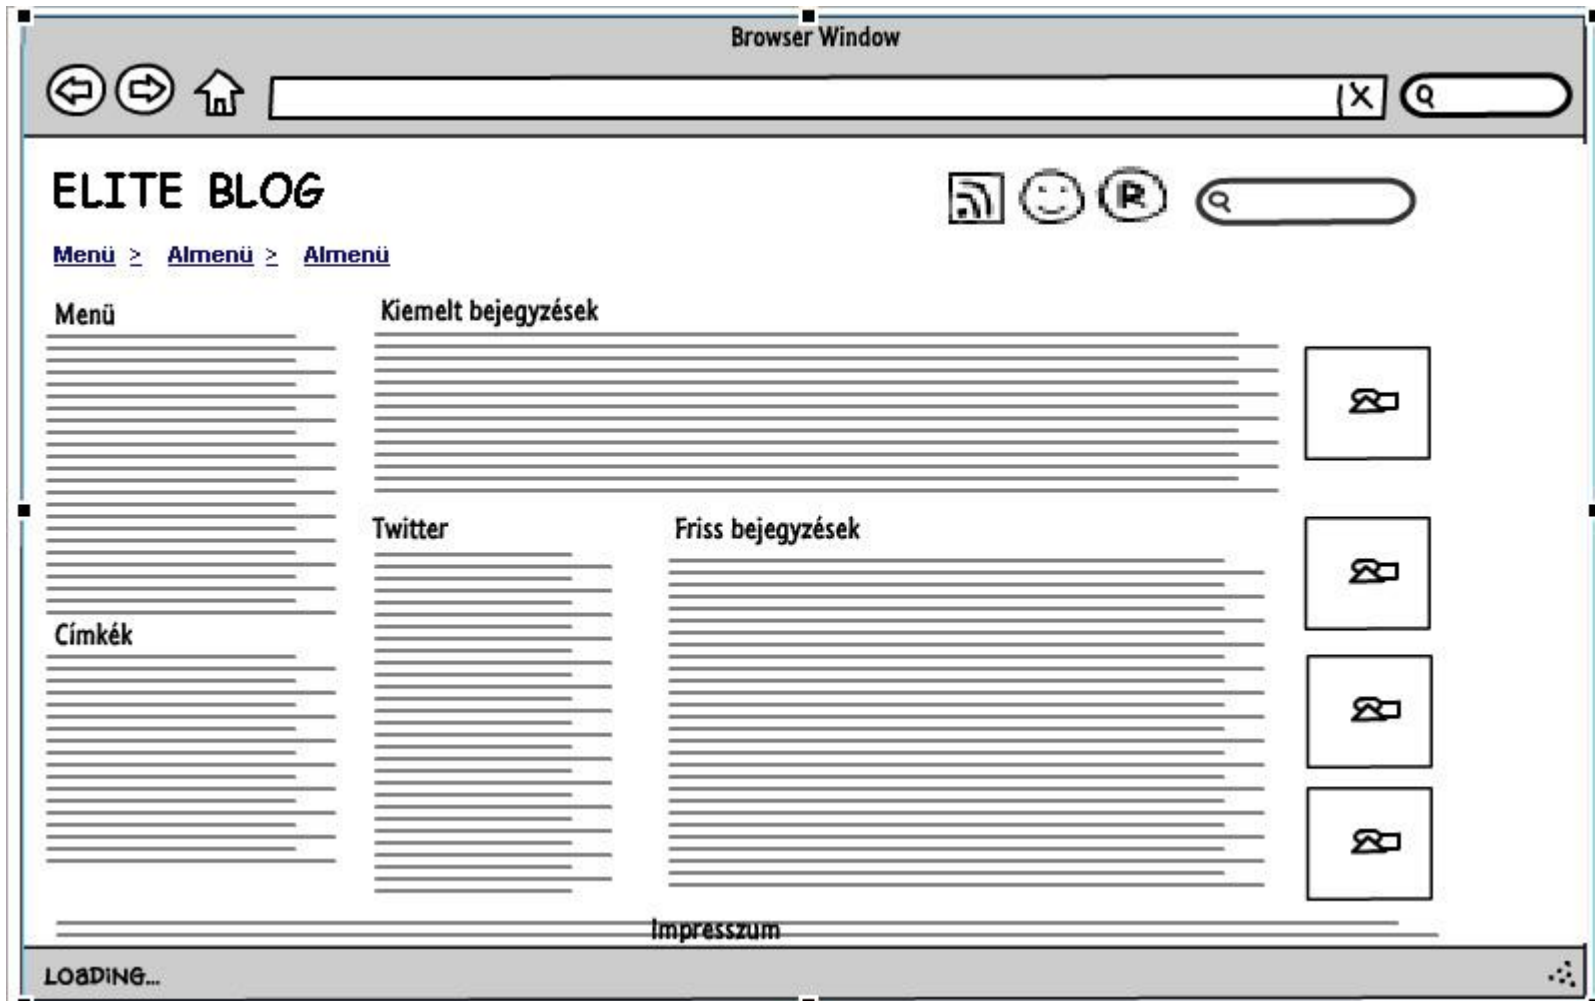 Browser Window
X
ELITE BLOG
R
Menü > Almenü > Almenü
Menü
Kiemelt bejegyzések
Twitter
Friss bejegyzések
Címkék
Impresszum
LOADING...